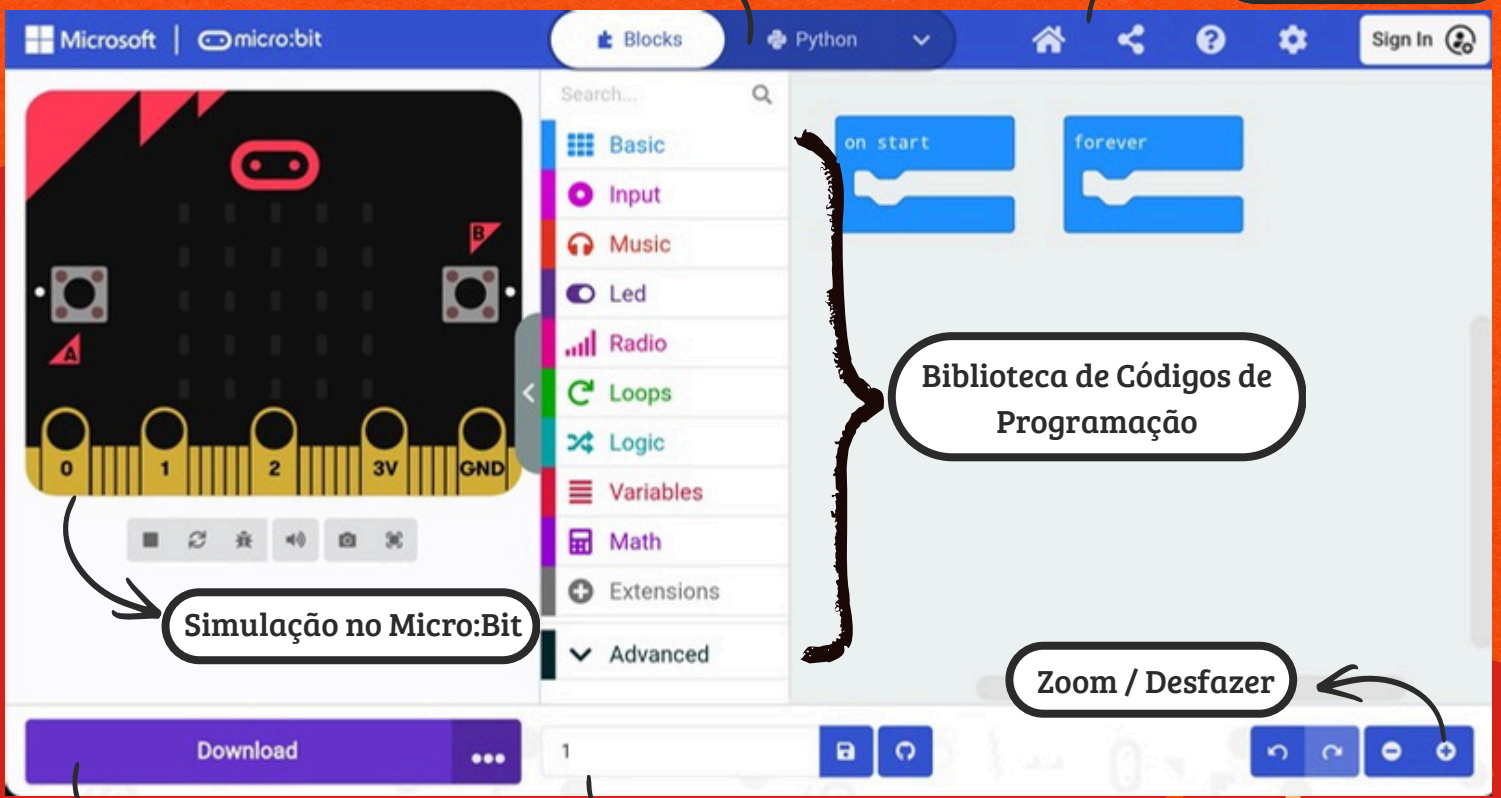 Microsoft micro:bit Blocks Python Sign In
Search...
Basic
Input
Music
Led
Radio
Loops
Logic
Variables
Math
Extensions
Advanced
B
A
0 1 2 3V GND
on start
forever
Biblioteca de Códigos de
Programação
Simulação no Micro:Bit
Zoom / Desfazer
Download
1